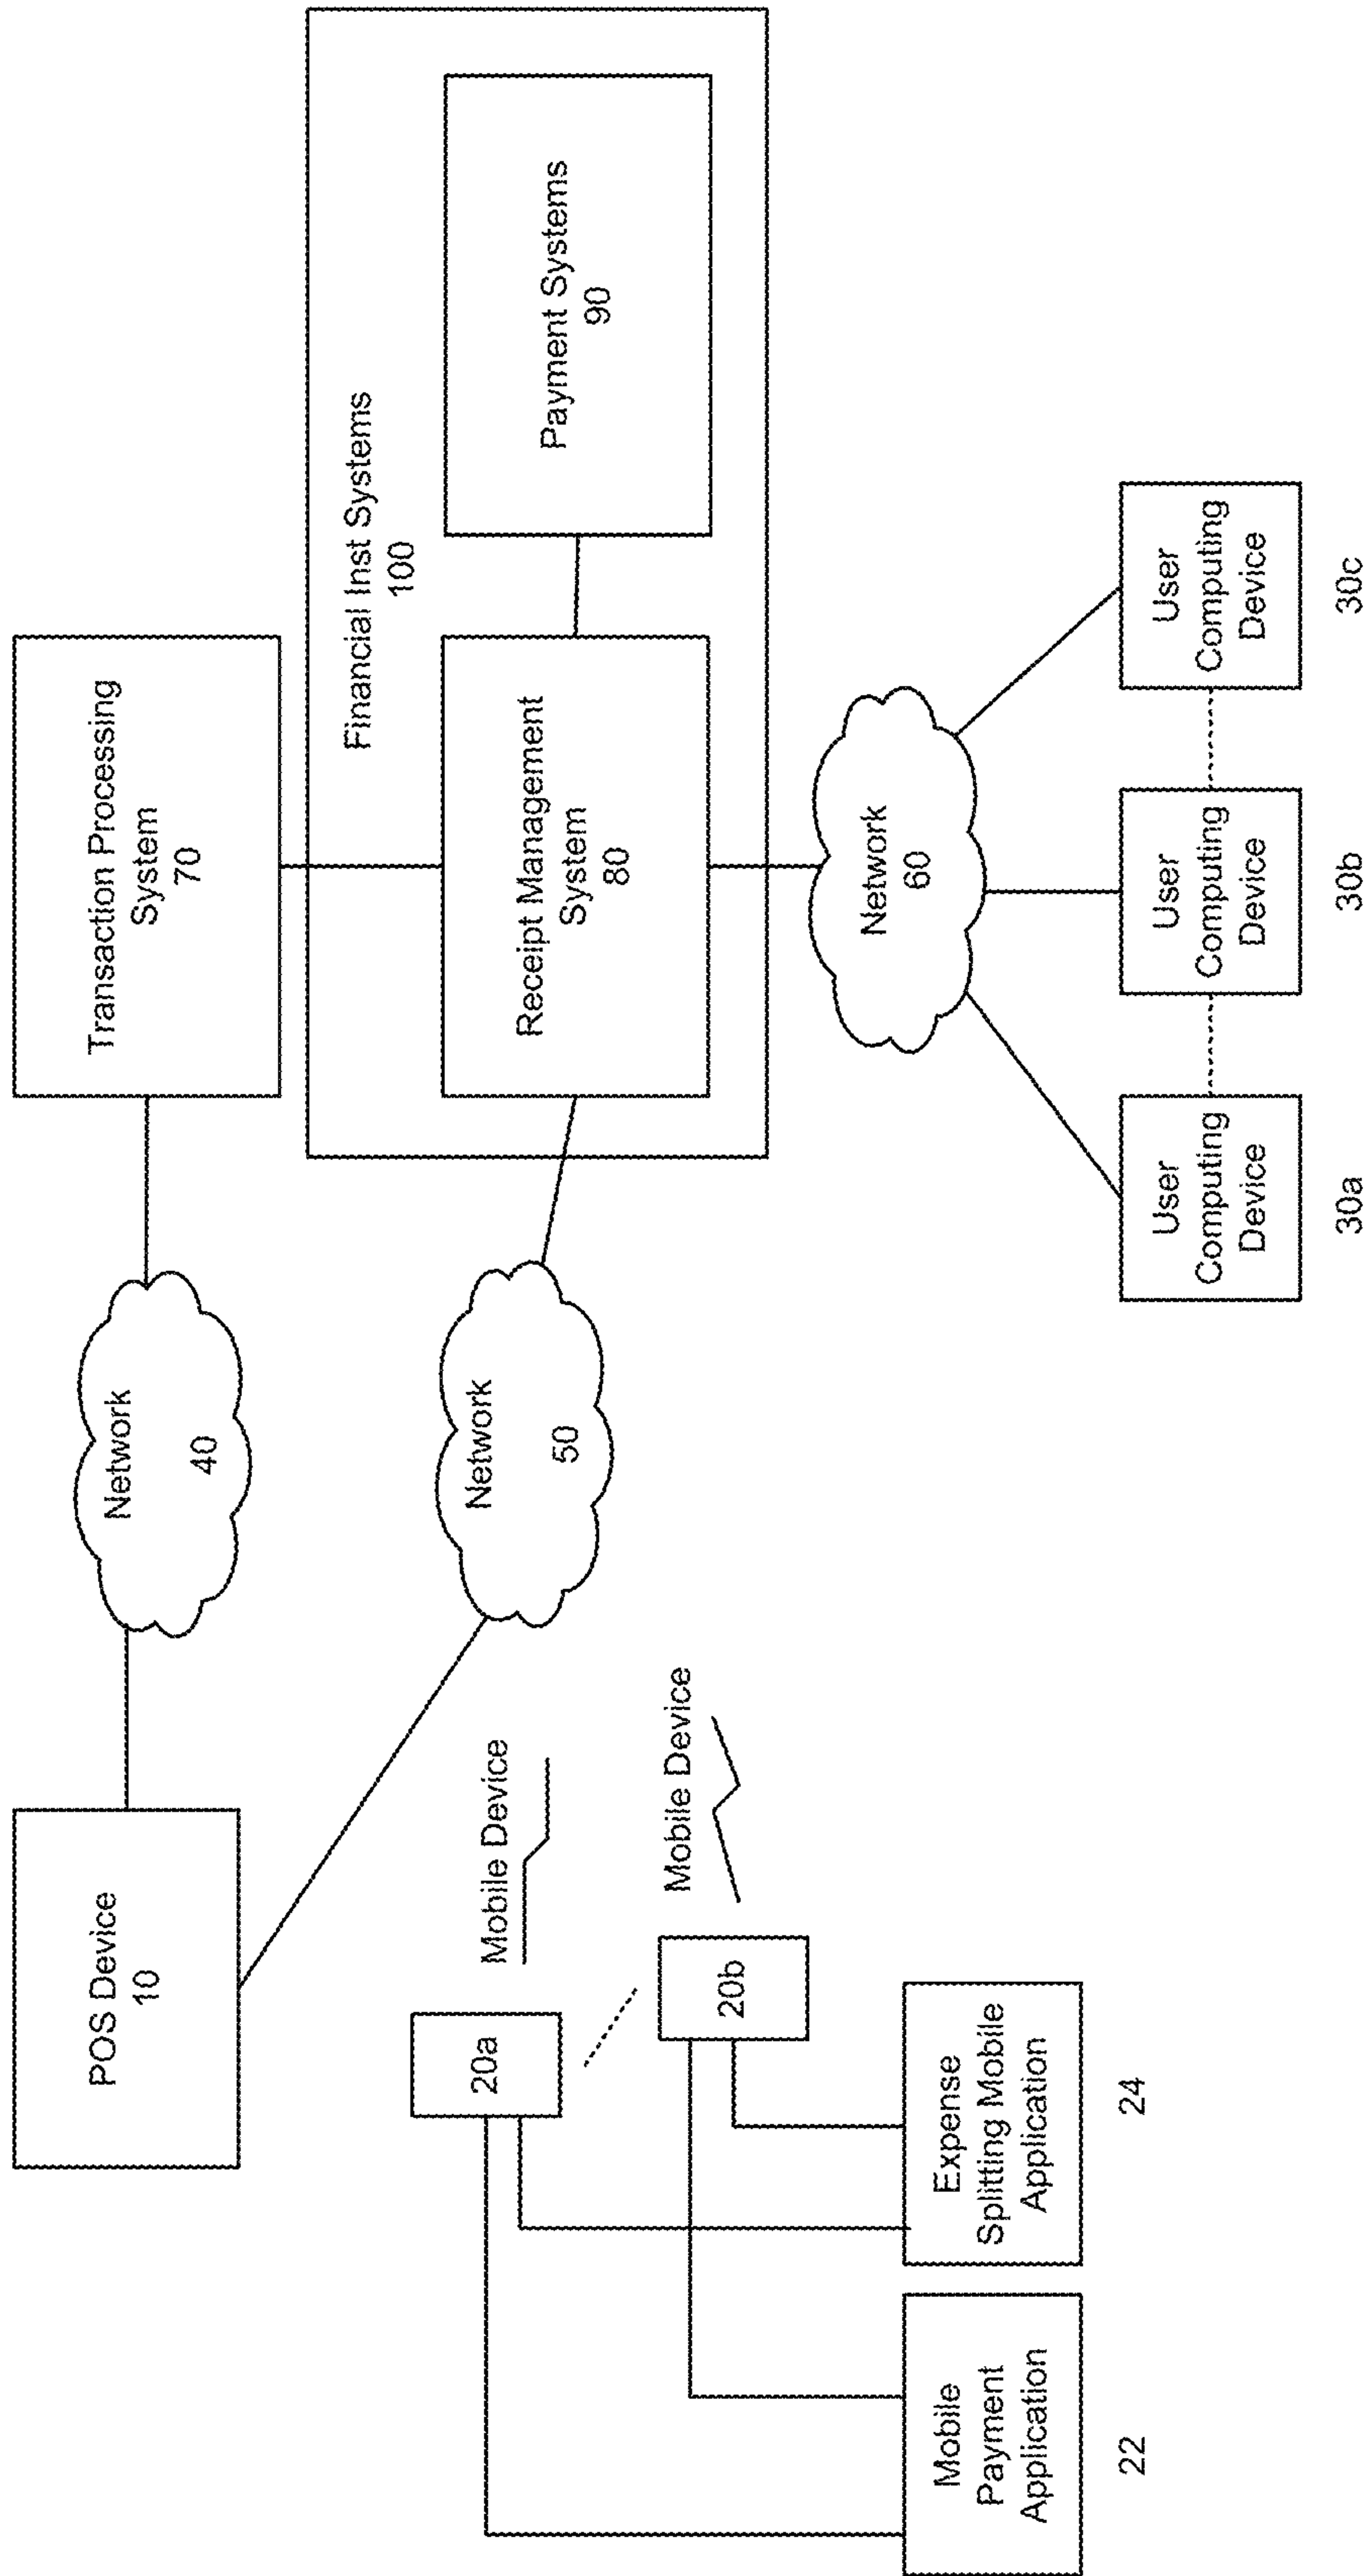 POS Device
10
Network
40
Transaction Processing
System
70
Mobile Device
20a
Mobile Device
20b
Network
50
Financial Inst Systems
100
Receipt Management
System
80
Payment Systems
90
Mobile
Payment
Application
22
Expense
Splitting Mobile
Application
24
Network
60
User
Computing
Device
30a
User
Computing
Device
30b
User
Computing
Device
30c